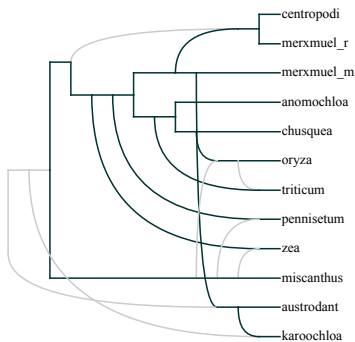 centropodi
merxmuel_r
merxmuel_m
anomochloa
chusquea
oryza
triticum
pennisetum
zea
miscanthus
austrodant
karoochloa